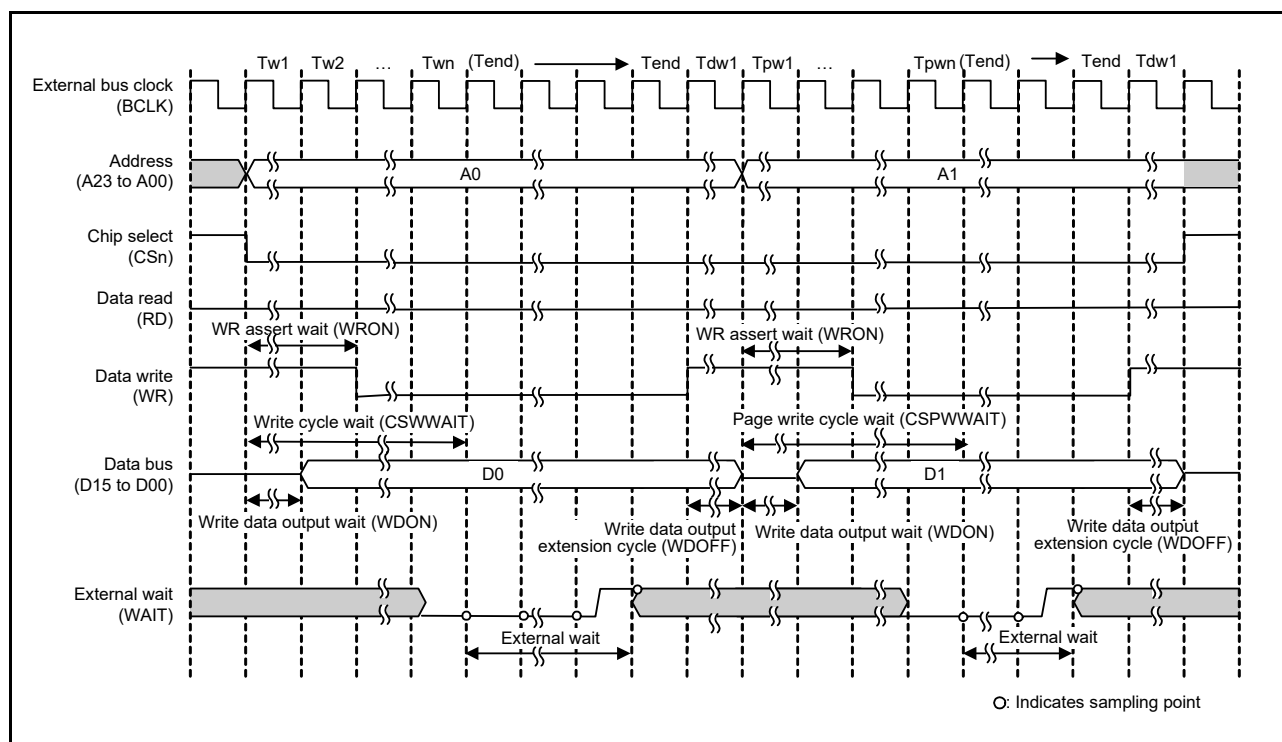 Tw1 Tw2 … Twn (Tend) Tend Tdw1 Tpw1 … Tpwn (Tend) Tend Tdw1
External bus clock
(BCLK)
Address
(A23 to A00)
A0 A1
Chip select
(CSn)
Data read
(RD)
WR assert wait (WRON) WR assert wait (WRON)
Data write
(WR)
Write cycle wait (CSWWAIT) Page write cycle wait (CSPWWAIT)
Data bus
(D15 to D00)
D0 D1
Write data output wait (WDON)
Write data output
extension cycle (WDOFF)
Write data output wait (WDON)
Write data output
extension cycle (WDOFF)
External wait
(WAIT)
External wait External wait
O: Indicates sampling point